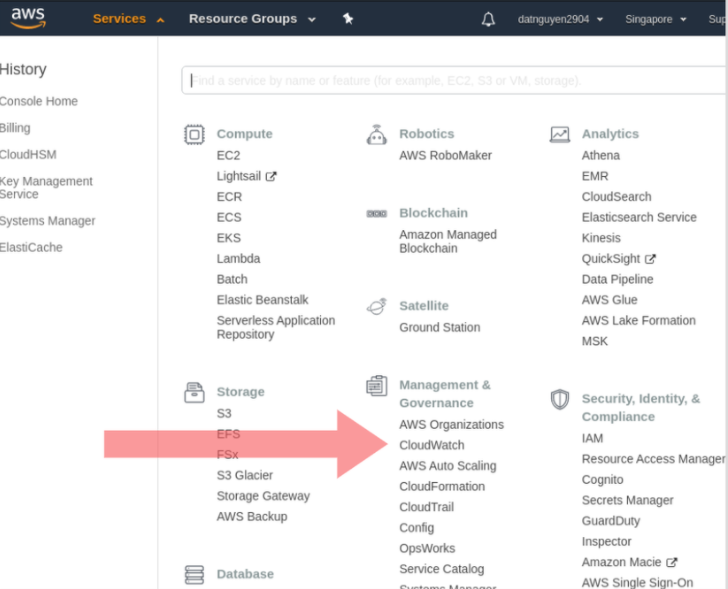 aws
Services
Resource Groups
datnguyen2904
Singapore
Sup
History
Console Home
Billing
CloudHSM
Key Management
Service
Systems Manager
ElastiCache
Find a service by name or feature (for example, EC2, S3 or VM, storage).
Compute
EC2
Lightsail
ECR
ECS
EKS
Lambda
Batch
Elastic Beanstalk
Serverless Application
Repository
Storage
S3
EFS
FSx
S3 Glacier
Storage Gateway
AWS Backup
Database
Robotics
AWS RoboMaker
Blockchain
Amazon Managed
Blockchain
Satellite
Ground Station
Management &
Governance
AWS Organizations
CloudWatch
AWS Auto Scaling
CloudFormation
CloudTrail
Config
OpsWorks
Service Catalog
Systems Manager
Analytics
Athena
EMR
CloudSearch
Elasticsearch Service
Kinesis
QuickSight
Data Pipeline
AWS Glue
AWS Lake Formation
MSK
Security, Identity, &
Compliance
IAM
Resource Access Manager
Cognito
Secrets Manager
GuardDuty
Inspector
Amazon Macie
AWS Single Sign-On